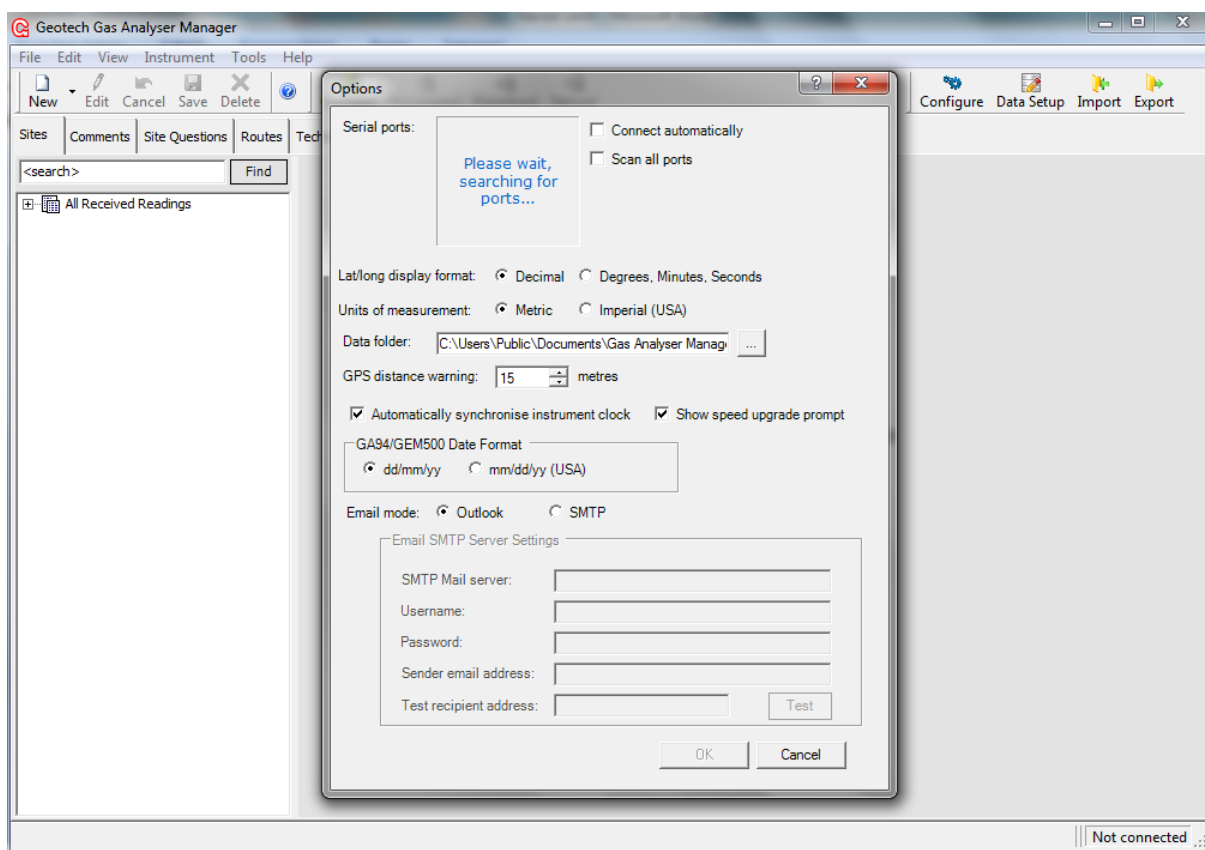 Geotech Gas Analyser Manager
File Edit View Instrument Tools Help
New Edit Cancel Save Delete
Configure Data Setup Import Export
Sites Comments Site Questions Routes Tech
<search> Find
All Received Readings
Options
Serial ports:
Please wait,
searching for
ports...
Connect automatically
Scan all ports
Lat/long display format: Decimal Degrees, Minutes, Seconds
Units of measurement: Metric Imperial (USA)
Data folder: C:\Users\Public\Documents\Gas Analyser Manag ...
GPS distance warning: 15 metres
Automatically synchronise instrument clock Show speed upgrade prompt
GA94/GEM500 Date Format
dd/mm/yy mm/dd/yy (USA)
Email mode: Outlook SMTP
Email SMTP Server Settings
SMTP Mail server:
Username:
Password:
Sender email address:
Test recipient address: Test
OK Cancel
Not connected